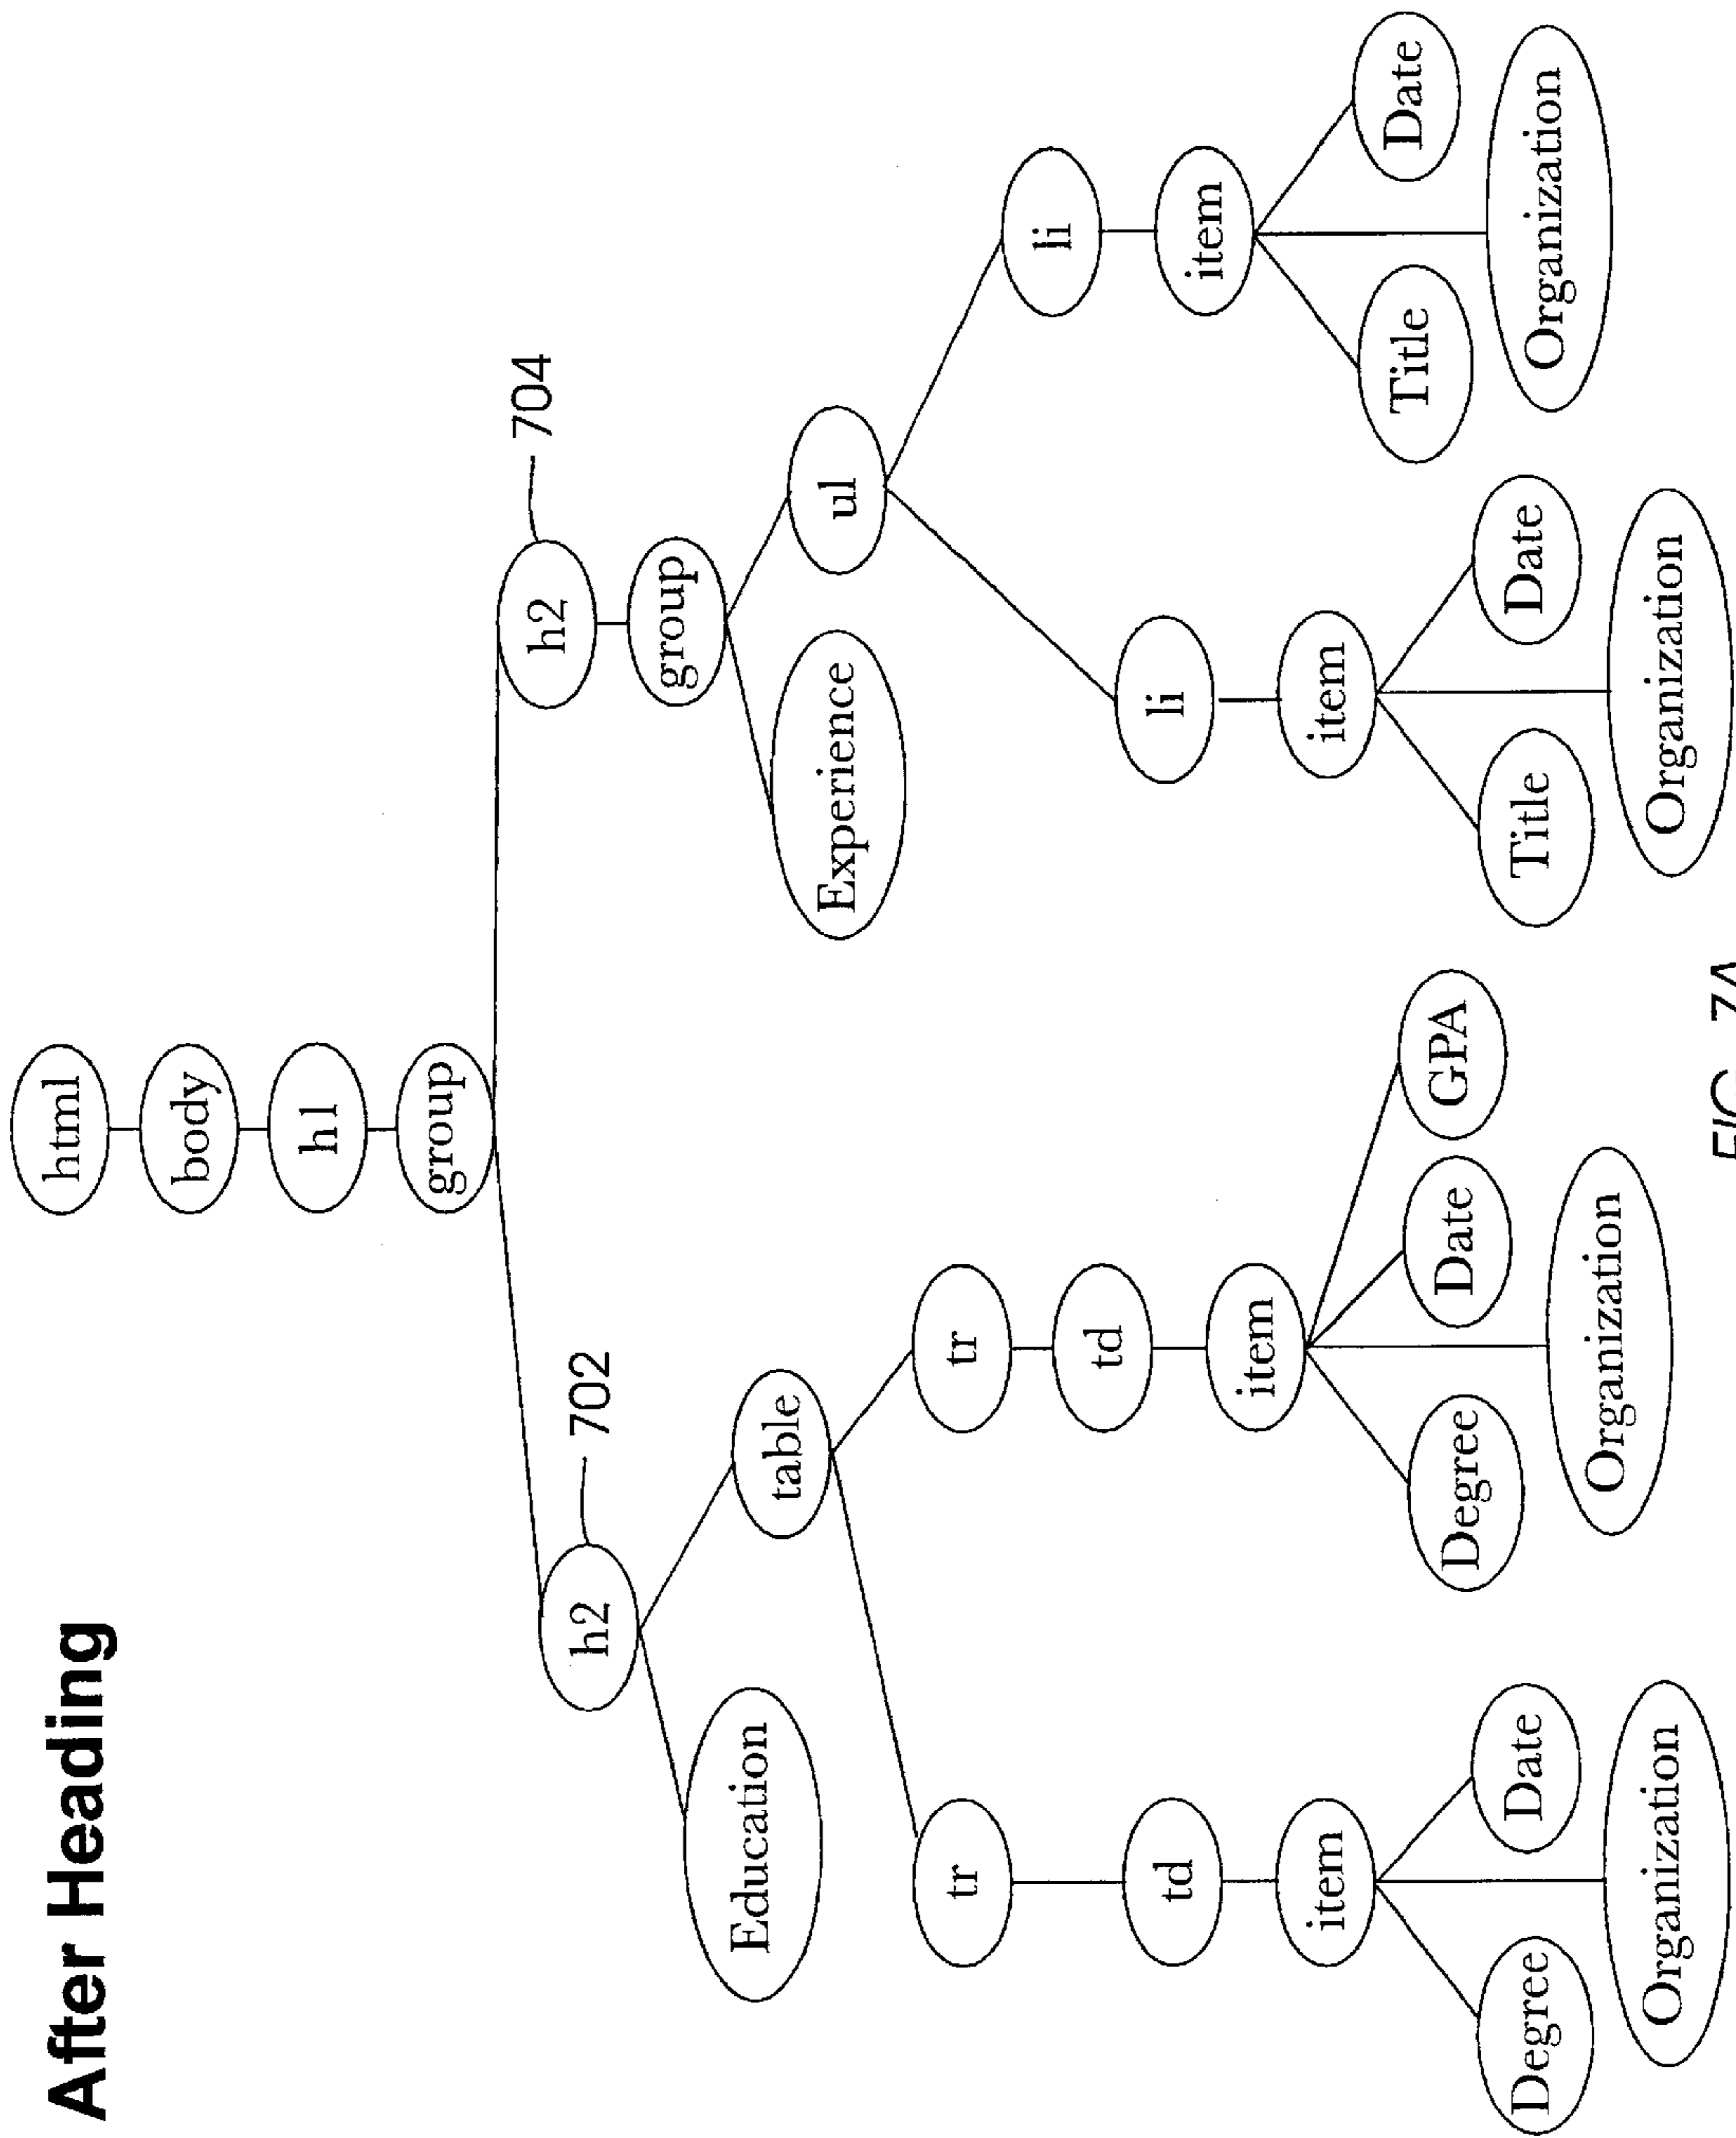 After Heading
html
body
h1
group
h2
702
h2
704
Education
table
group
Experience
ul
tr
tr
li
li
td
td
item
item
item
item
Degree
Date
Organization
Degree
Date
GPA
Organization
Title
Date
Organization
Title
Date
Organization
FIG. 7A